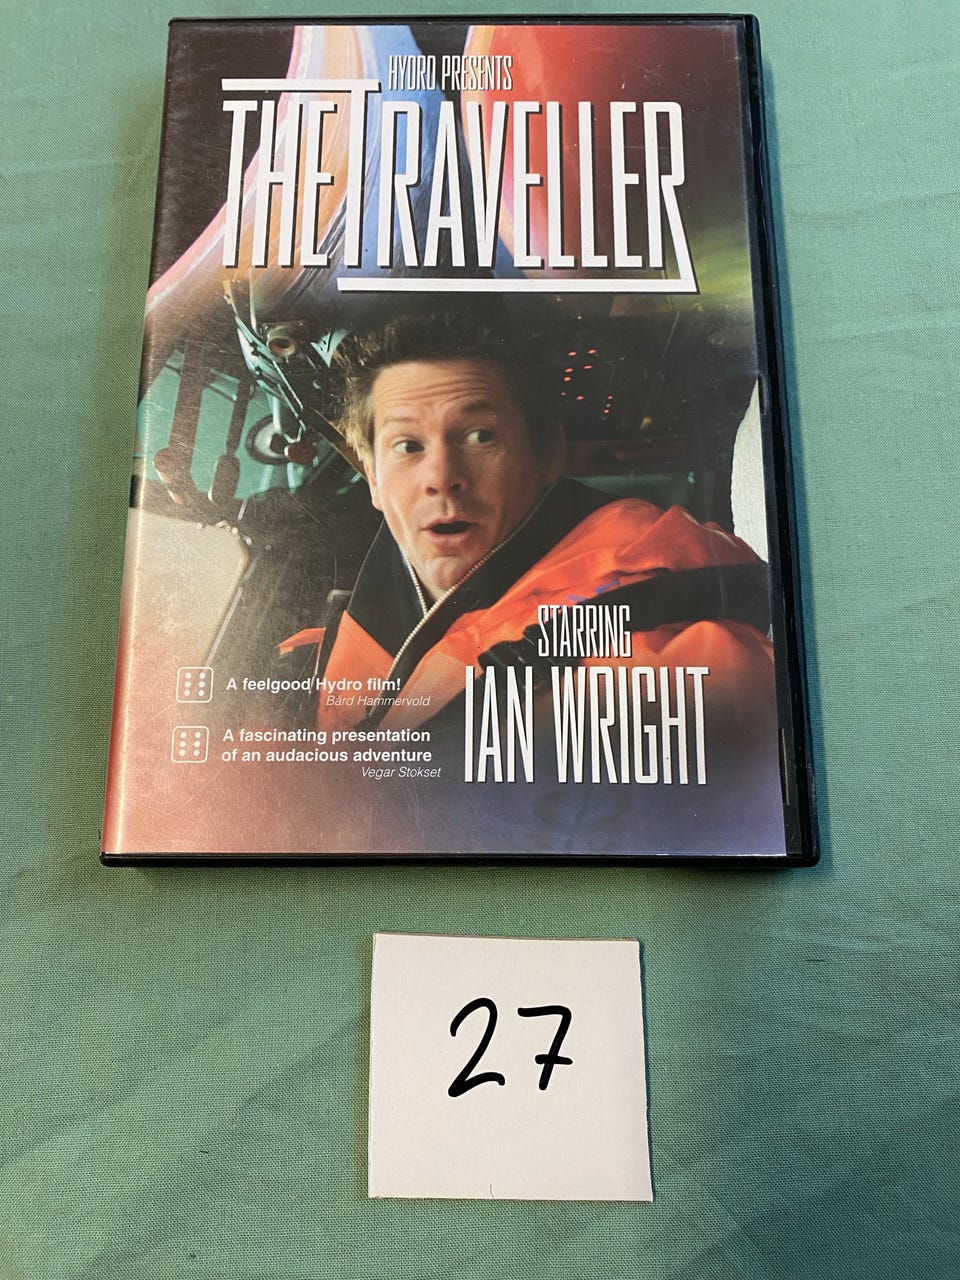 HYDRO PRESENTS
THE TRAVELLER
STARRING
IAN WRIGHT
A feelgood Hydro film!
Bård Hammervold
A fascinating presentation
of an audacious adventure
Vegar Stokset
27